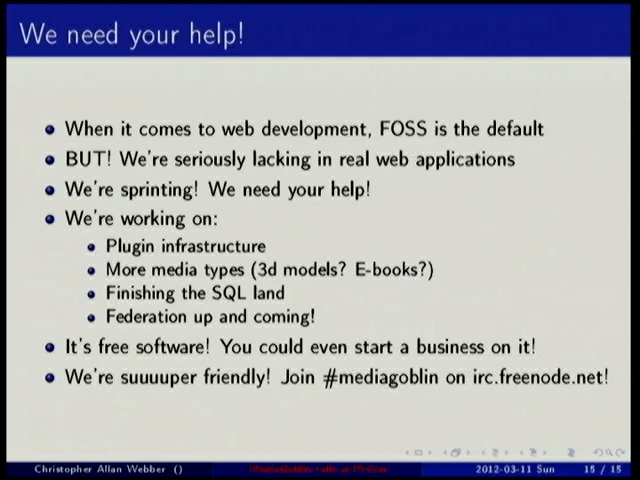 We need your help!
When it comes to web development, FOSS is the default
BUT! We're seriously lacking in real web applications
We're sprinting! We need your help!
We're working on:
Plugin infrastructure
More media types (3d models? E-books?)
Finishing the SQL land
Federation up and coming!
It's free software! You could even start a business on it!
We're suuuuper friendly! Join #mediagoblin on irc.freenode.net!
Christopher Allan Webber ()
2012-03-11 Sun
15 / 15